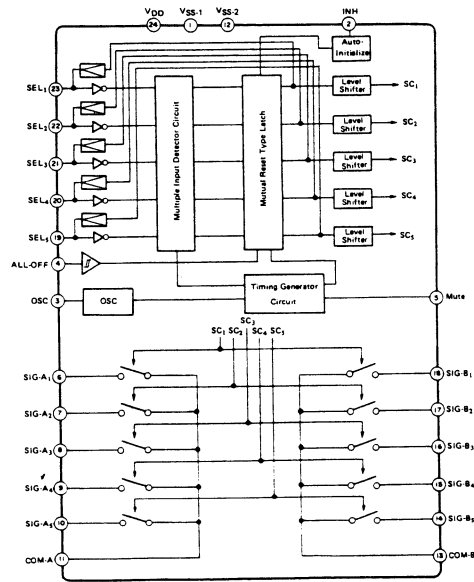 VDD VSS-1 VSS-2 INH
24 1 12 2
Auto-Initialize
SEL1 23
Level Shifter SC1
SEL2 22
Level Shifter SC2
SEL3 21
Level Shifter SC3
SEL4 20
Level Shifter SC4
SEL5 19
Level Shifter SC5
Multiple Input Detector Circuit
Mutual Reset Type Latch
ALL-OFF 4
OSC 3 OSC
Timing Generator Circuit
5 Mute
SC1 SC2 SC3 SC4 SC5
SIG-A1 6
18 SIG-B1
SIG-A2 7
17 SIG-B2
SIG-A3 8
16 SIG-B3
SIG-A4 9
15 SIG-B4
SIG-A5 10
14 SIG-B5
COM-A 11
13 COM-B